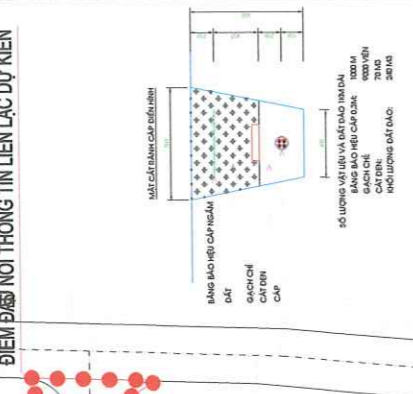 ĐIỂM ĐẤU NỐI THÔNG TIN LIÊN LẠC DỰ KIẾN
MẶT CẮT RÃNH CÁP ĐIỂN HÌNH
BĂNG BÁO HIỆU CÁP NGẦM
ĐẤT
GẠCH CHỈ
CÁT ĐEN
CÁP
SỐ LƯỢNG VẬT LIỆU VÀ ĐẤT ĐÀO 1KM DÀI
BĂNG BÁO HIỆU CÁP 0.2M: 1000 M
GẠCH CHỈ: 9000 VIÊN
CÁT ĐEN: 70 M3
KHỐI LƯỢNG ĐẤT ĐÀO: 240 M3